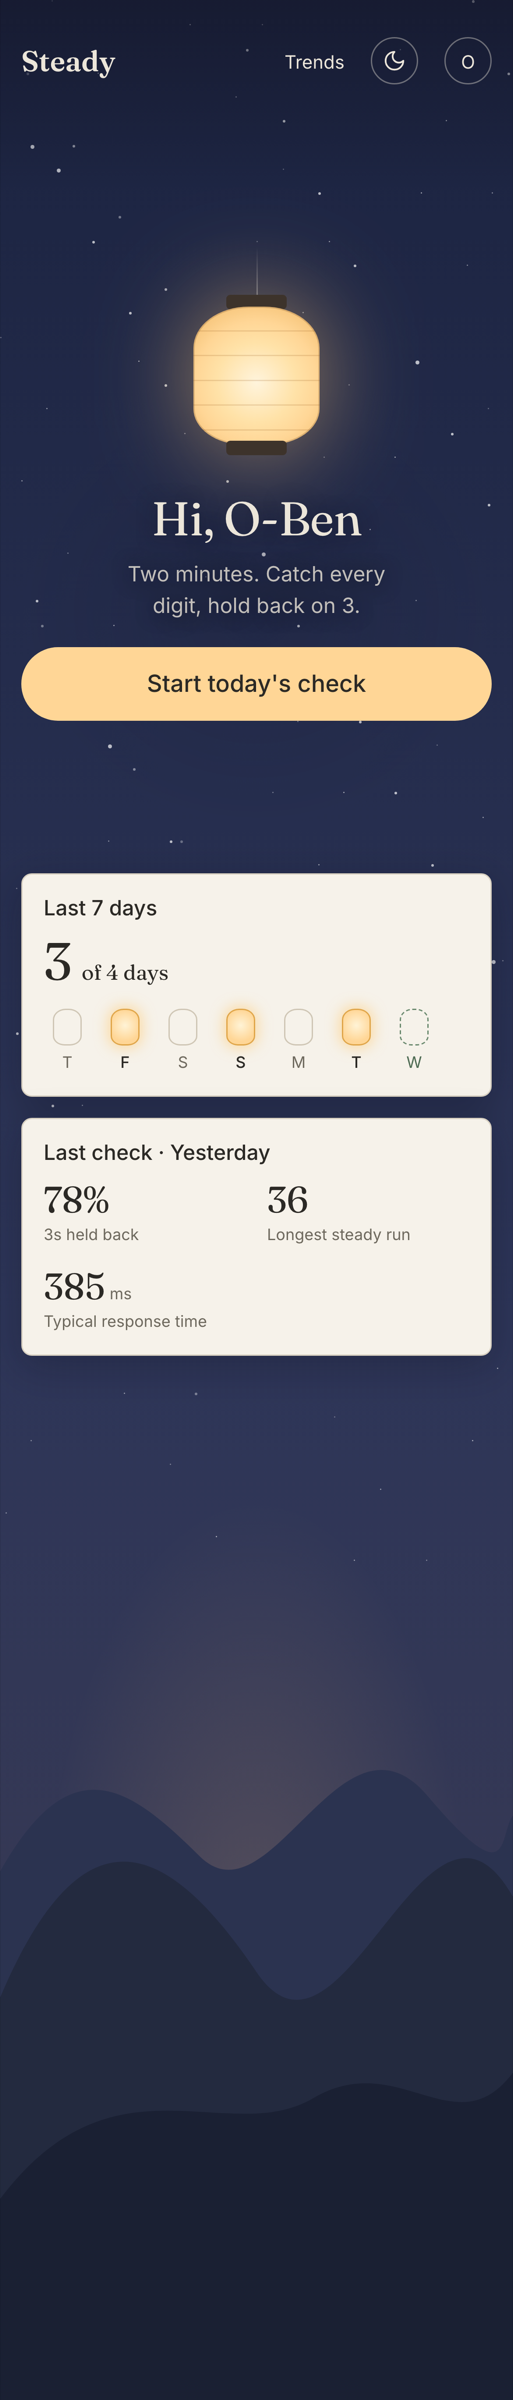 Steady
Trends
O
Hi, O-Ben
Two minutes. Catch every
digit, hold back on 3.
Start today's check
Last 7 days
3 of 4 days
T F S S M T W
Last check · Yesterday
78%
3s held back
36
Longest steady run
385 ms
Typical response time